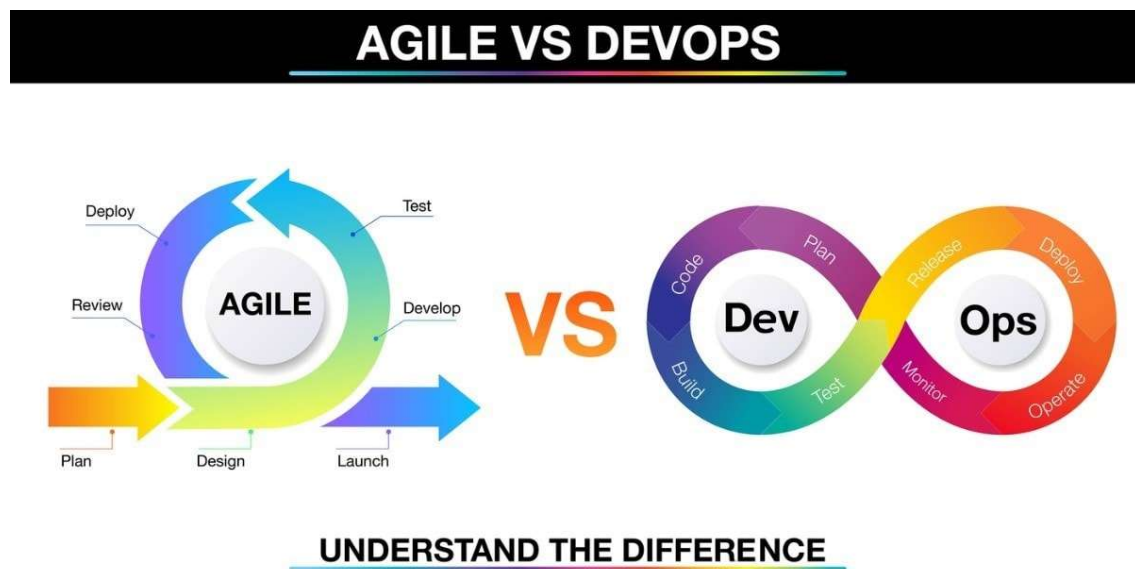 AGILE VS DEVOPS
Deploy
Test
Review
AGILE
Develop
Plan
Design
Launch
VS
Code
Plan
Release
Deploy
Dev
Ops
Build
Test
Monitor
Operate
UNDERSTAND THE DIFFERENCE